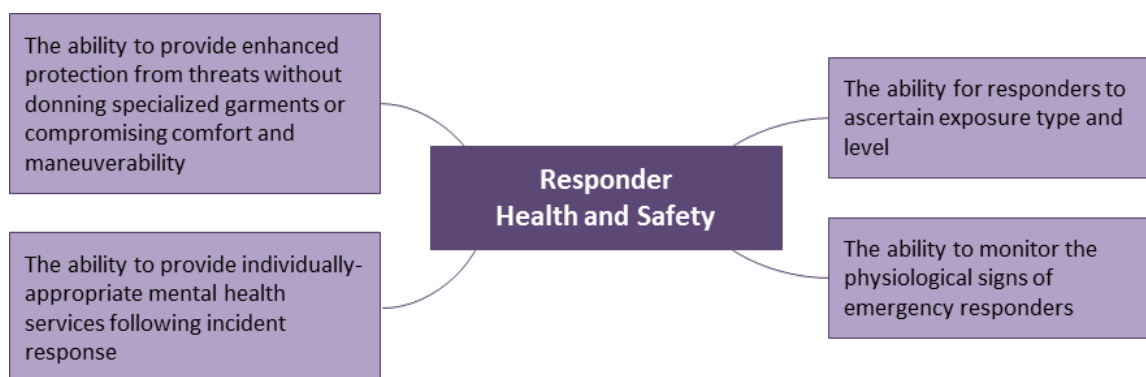 The ability to provide enhanced
protection from threats without
donning specialized garments or
compromising comfort and
maneuverability
The ability to provide individually-
appropriate mental health
services following incident
response
Responder
Health and Safety
The ability for responders to
ascertain exposure type and
level
The ability to monitor the
physiological signs of
emergency responders